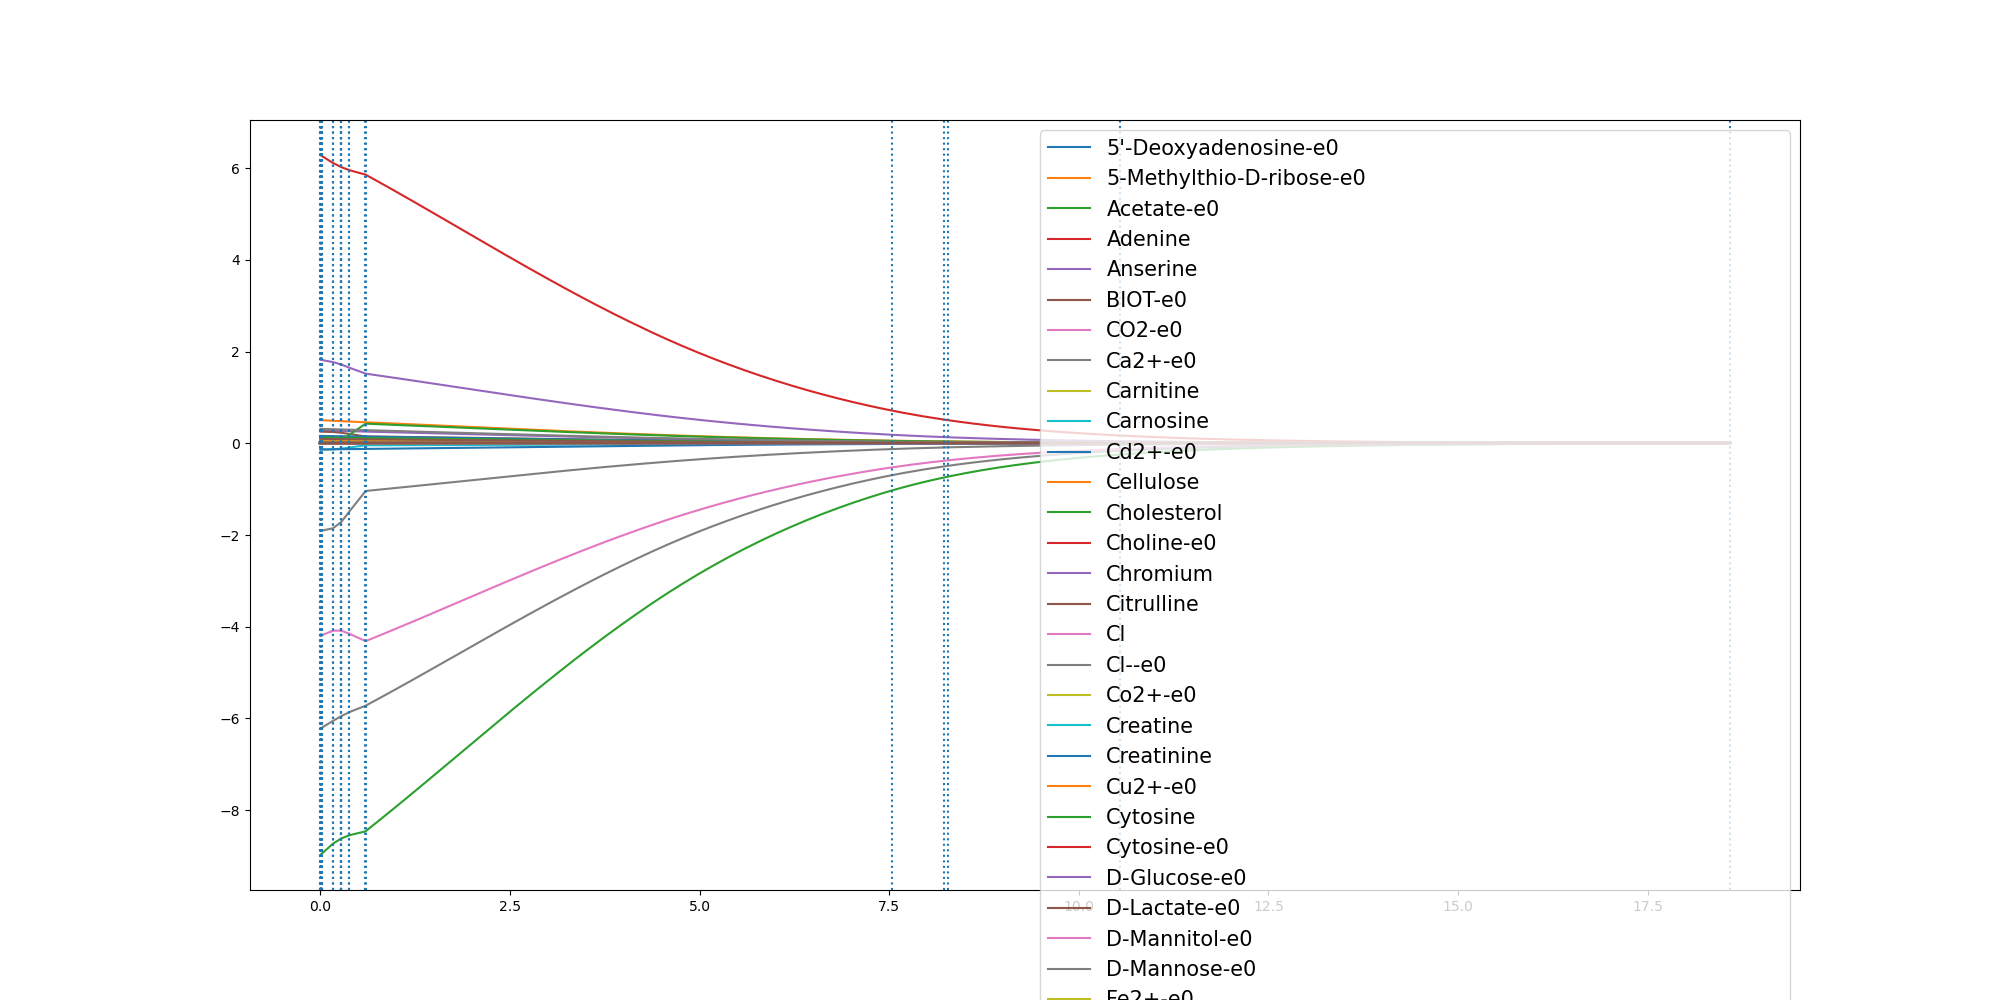 6
4
2
0
−2
−4
−6
−8
0.0 2.5 5.0 7.5 10.0 12.5 15.0 17.5
5'-Deoxyadenosine-e0
5-Methylthio-D-ribose-e0
Acetate-e0
Adenine
Anserine
BIOT-e0
CO2-e0
Ca2+-e0
Carnitine
Carnosine
Cd2+-e0
Cellulose
Cholesterol
Choline-e0
Chromium
Citrulline
Cl
Cl--e0
Co2+-e0
Creatine
Creatinine
Cu2+-e0
Cytosine
Cytosine-e0
D-Glucose-e0
D-Lactate-e0
D-Mannitol-e0
D-Mannose-e0
Fe2+-e0